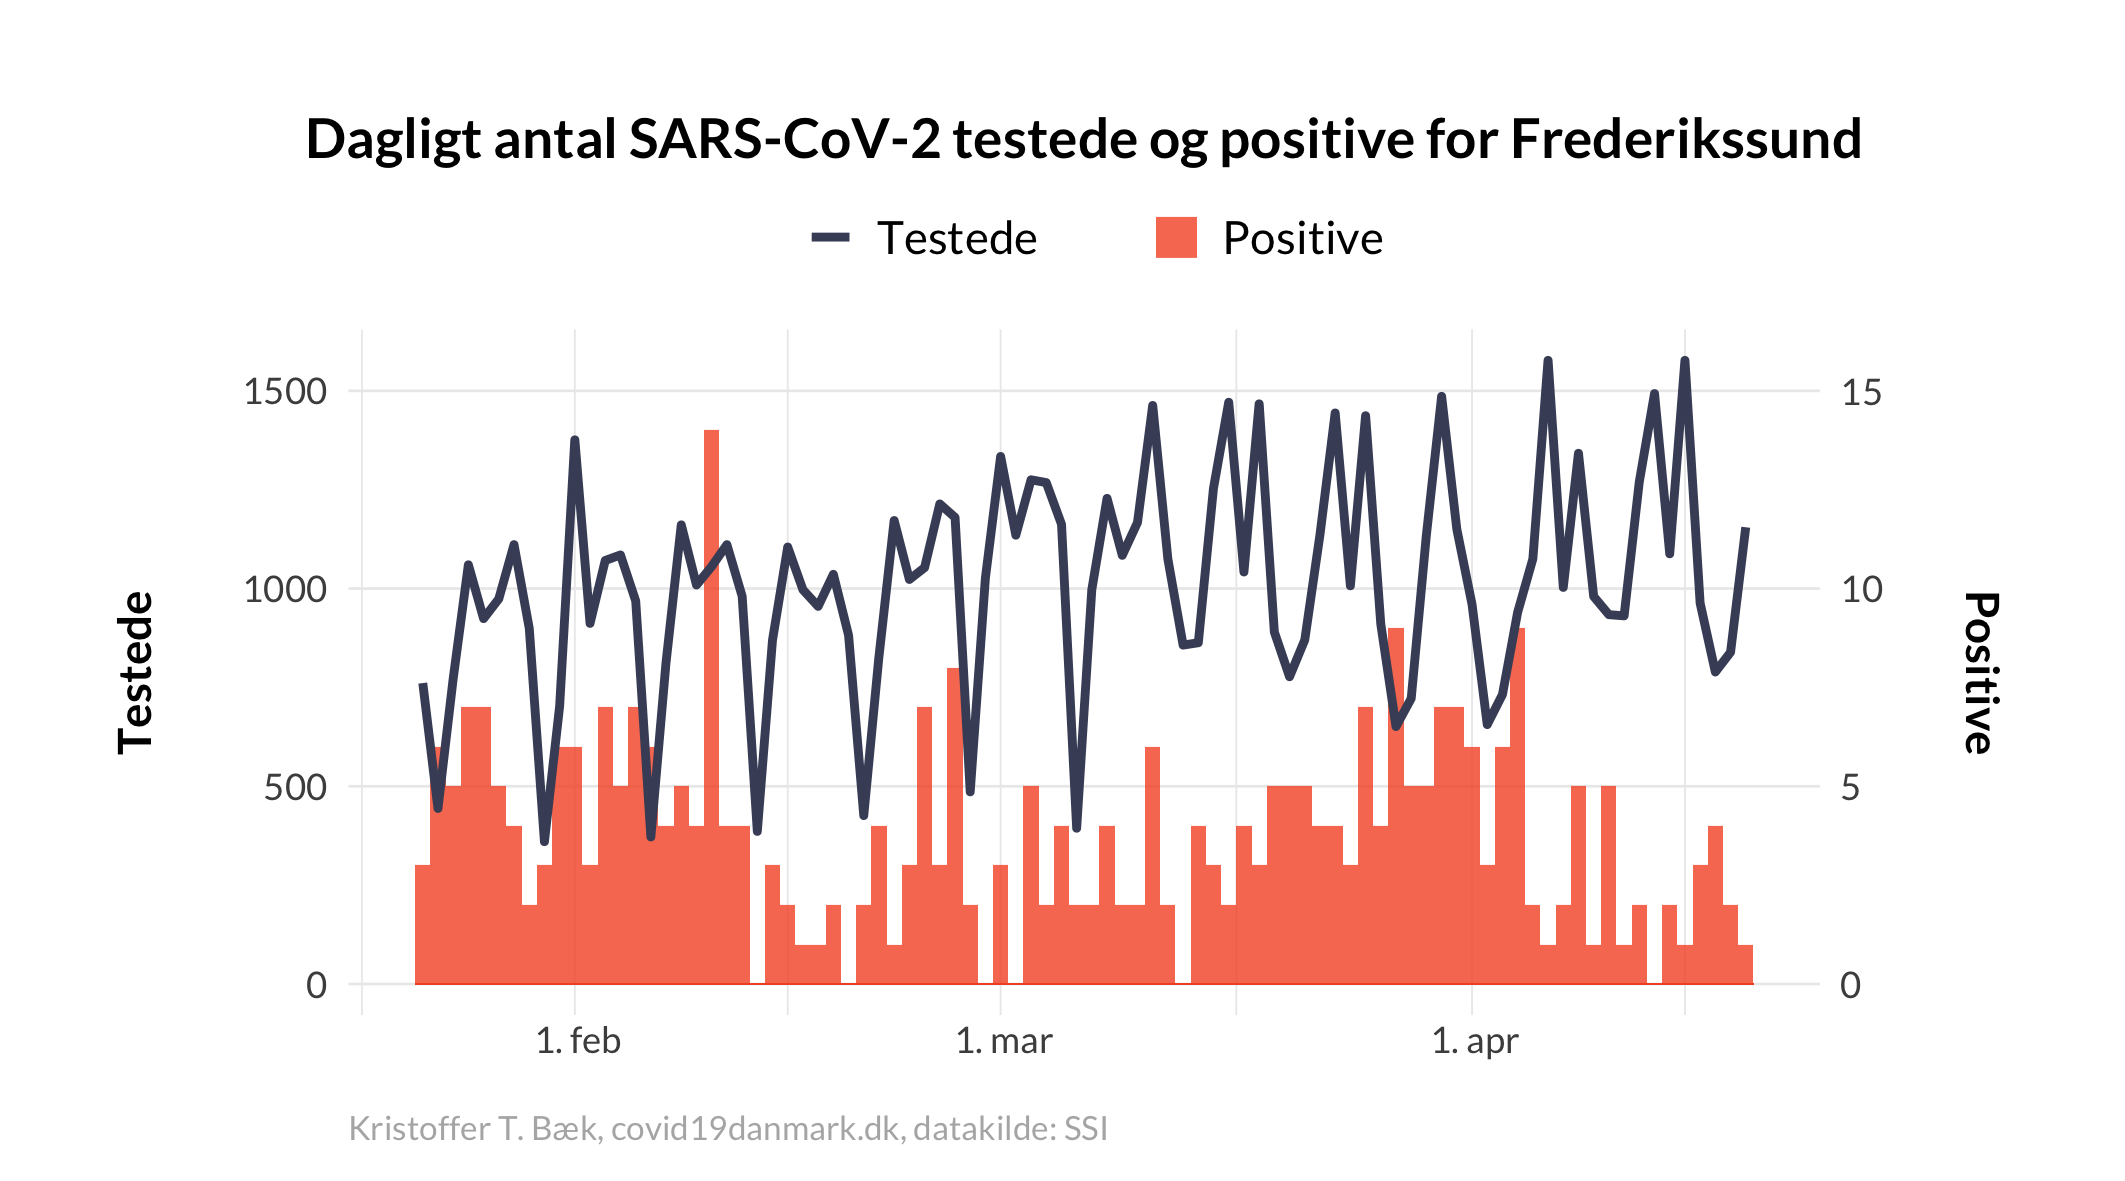 Dagligt antal SARS-CoV-2 testede og positive for Frederikssund
Testede
Positive
1500
1000
500
0
Testede
15
10
5
0
Positive
1. feb
1. mar
1. apr
Kristoffer T. Bæk, covid19danmark.dk, datakilde: SSI